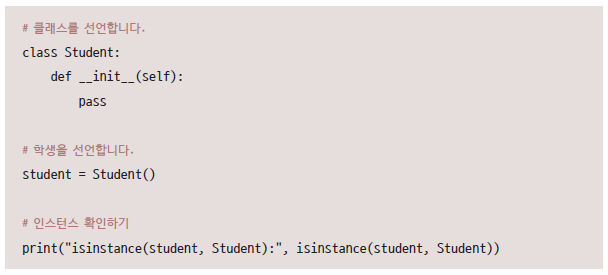 # 클래스를 선언합니다.
class Student:
    def __init__(self):
        pass

# 학생을 선언합니다.
student = Student()

# 인스턴스 확인하기
print("isinstance(student, Student):", isinstance(student, Student))